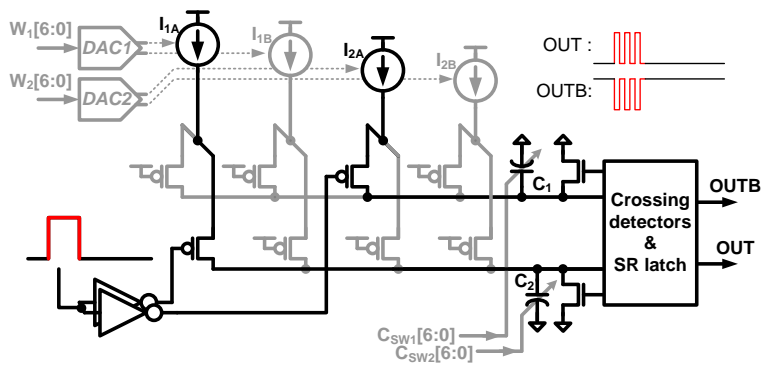 W1[6:0]
DAC1
I1A
I1B
I2A
I2B
W2[6:0]
DAC2
OUT :
OUTB:
C1
Crossing
detectors
&
SR latch
OUTB
OUT
C2
CSW1[6:0]
CSW2[6:0]